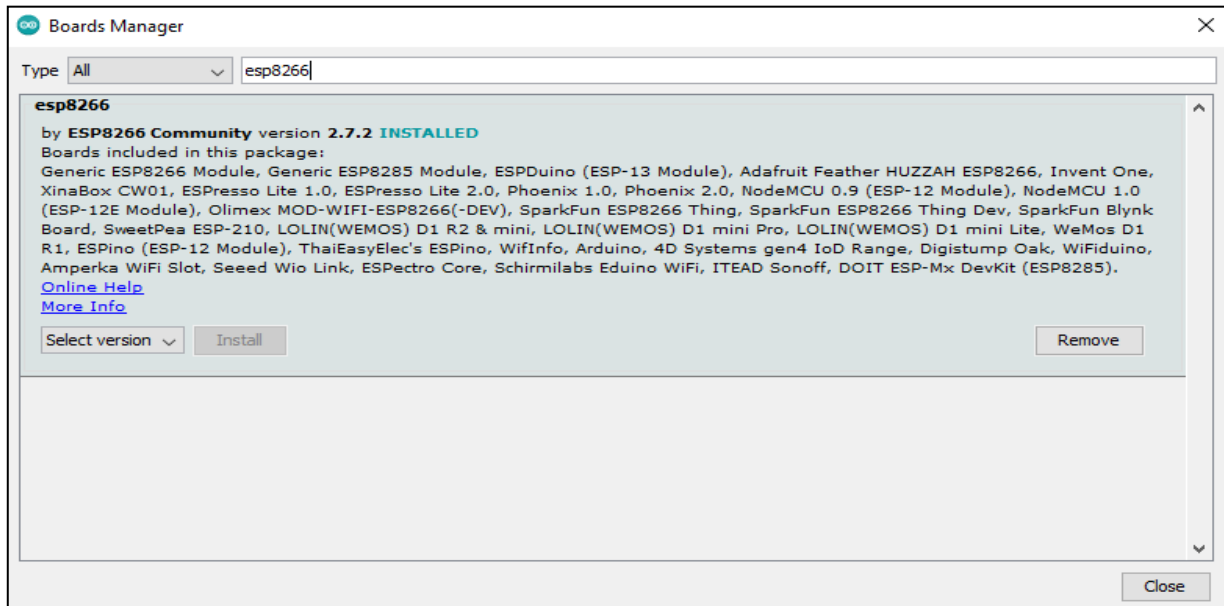 Boards Manager
Type All esp8266
esp8266
by ESP8266 Community version 2.7.2 INSTALLED
Boards included in this package:
Generic ESP8266 Module, Generic ESP8285 Module, ESPDuino (ESP-13 Module), Adafruit Feather HUZZAH ESP8266, Invent One,
XinaBox CW01, ESPresso Lite 1.0, ESPresso Lite 2.0, Phoenix 1.0, Phoenix 2.0, NodeMCU 0.9 (ESP-12 Module), NodeMCU 1.0
(ESP-12E Module), Olimex MOD-WIFI-ESP8266(-DEV), SparkFun ESP8266 Thing, SparkFun ESP8266 Thing Dev, SparkFun Blynk
Board, SweetPea ESP-210, LOLIN(WEMOS) D1 R2 & mini, LOLIN(WEMOS) D1 mini Pro, LOLIN(WEMOS) D1 mini Lite, WeMos D1
R1, ESPino (ESP-12 Module), ThaiEasyElec's ESPino, WifInfo, Arduino, 4D Systems gen4 IoD Range, Digistump Oak, WiFiduino,
Amperka WiFi Slot, Seeed Wio Link, ESPectro Core, Schirmilabs Eduino WiFi, ITEAD Sonoff, DOIT ESP-Mx DevKit (ESP8285).
Online Help
More Info
Select version Install Remove
Close